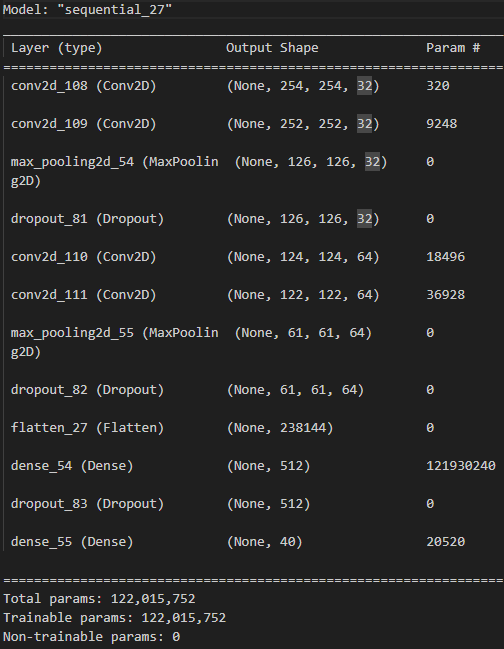 Model: "sequential_27"
_________________________________________________________________
Layer (type) Output Shape Param #
=================================================================
conv2d_108 (Conv2D) (None, 254, 254, 32) 320
conv2d_109 (Conv2D) (None, 252, 252, 32) 9248
max_pooling2d_54 (MaxPoolin (None, 126, 126, 32) 0
g2D)
dropout_81 (Dropout) (None, 126, 126, 32) 0
conv2d_110 (Conv2D) (None, 124, 124, 64) 18496
conv2d_111 (Conv2D) (None, 122, 122, 64) 36928
max_pooling2d_55 (MaxPoolin (None, 61, 61, 64) 0
g2D)
dropout_82 (Dropout) (None, 61, 61, 64) 0
flatten_27 (Flatten) (None, 238144) 0
dense_54 (Dense) (None, 512) 121930240
dropout_83 (Dropout) (None, 512) 0
dense_55 (Dense) (None, 40) 20520
=================================================================
Total params: 122,015,752
Trainable params: 122,015,752
Non-trainable params: 0